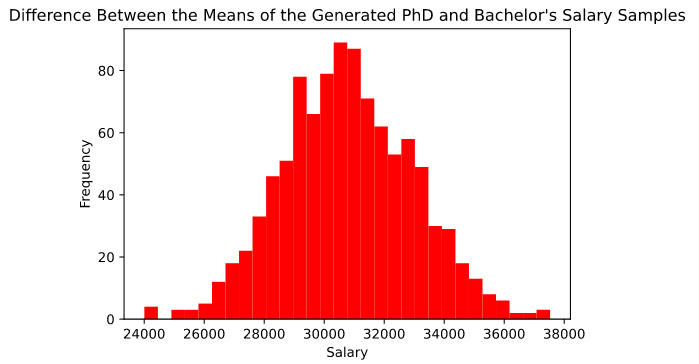 Difference Between the Means of the Generated PhD and Bachelor's Salary Samples
80
60
40
20
0
Frequency
24000 26000 28000 30000 32000 34000 36000 38000
Salary